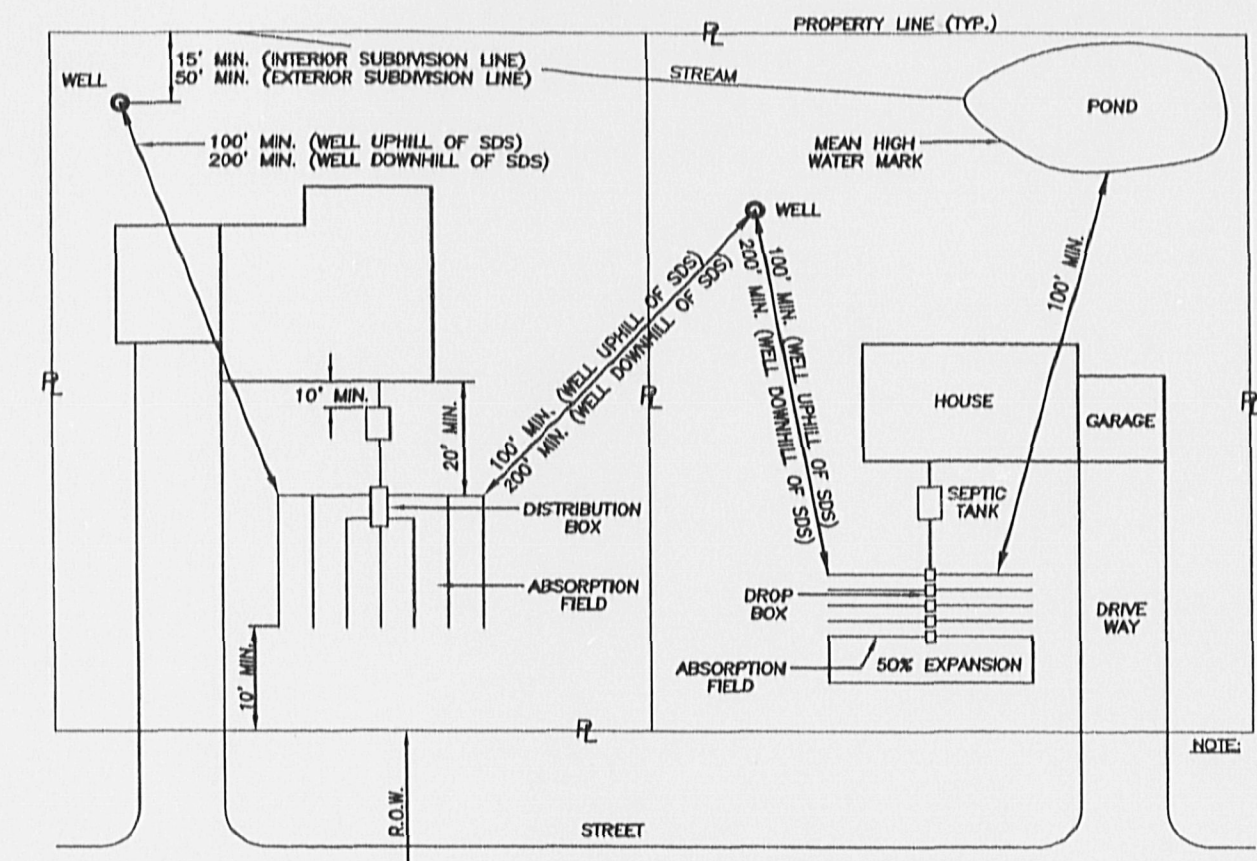 PROPERTY LINE (TYP.)
PL
15' MIN. (INTERIOR SUBDIVISION LINE)
50' MIN. (EXTERIOR SUBDIVISION LINE)
WELL
STREAM
POND
100' MIN. (WELL UPHILL OF SDS)
200' MIN. (WELL DOWNHILL OF SDS)
MEAN HIGH
WATER MARK
WELL
100' MIN.
100' MIN. (WELL UPHILL OF SDS)
200' MIN. (WELL DOWNHILL OF SDS)
100' MIN. (WELL UPHILL OF SDS)
200' MIN. (WELL DOWNHILL OF SDS)
PL
PL
PL
10' MIN.
20' MIN.
HOUSE
GARAGE
SEPTIC
TANK
DISTRIBUTION
BOX
ABSORPTION
FIELD
DROP
BOX
DRIVE
WAY
10' MIN.
ABSORPTION
FIELD
50% EXPANSION
PL
NOTE:
R.O.W.
STREET